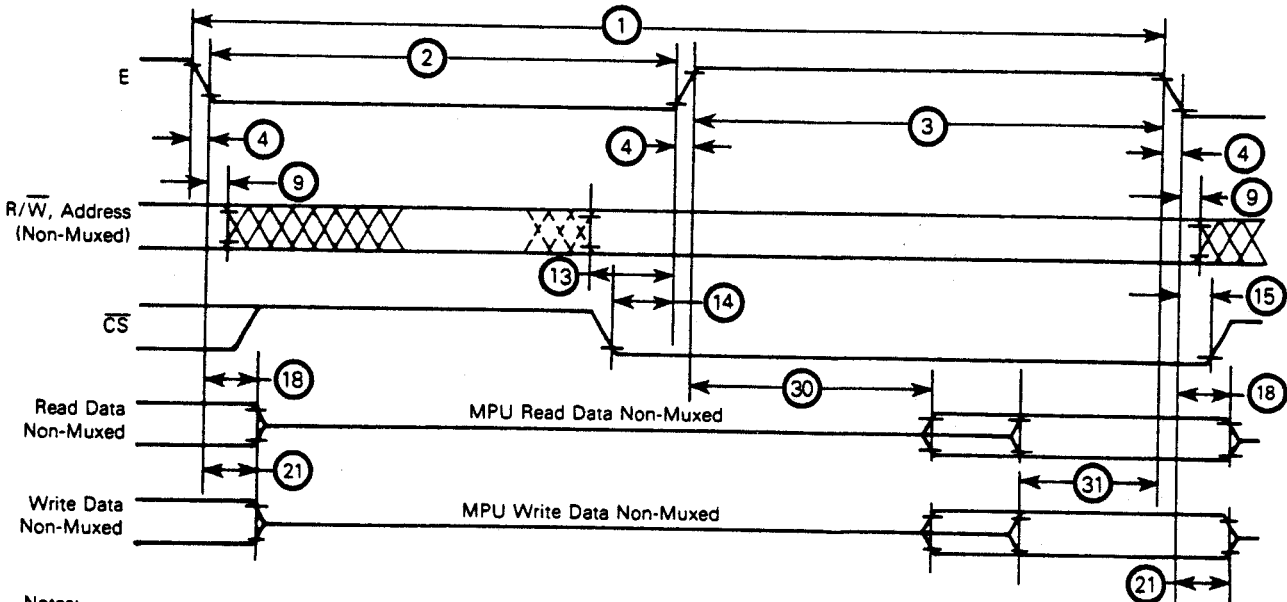 1
2
E
3
4
4
4
9
9
R/W̅, Address
(Non-Muxed)
13
14
15
C̅S̅
18
30
18
Read Data
Non-Muxed
MPU Read Data Non-Muxed
21
31
Write Data
Non-Muxed
MPU Write Data Non-Muxed
21